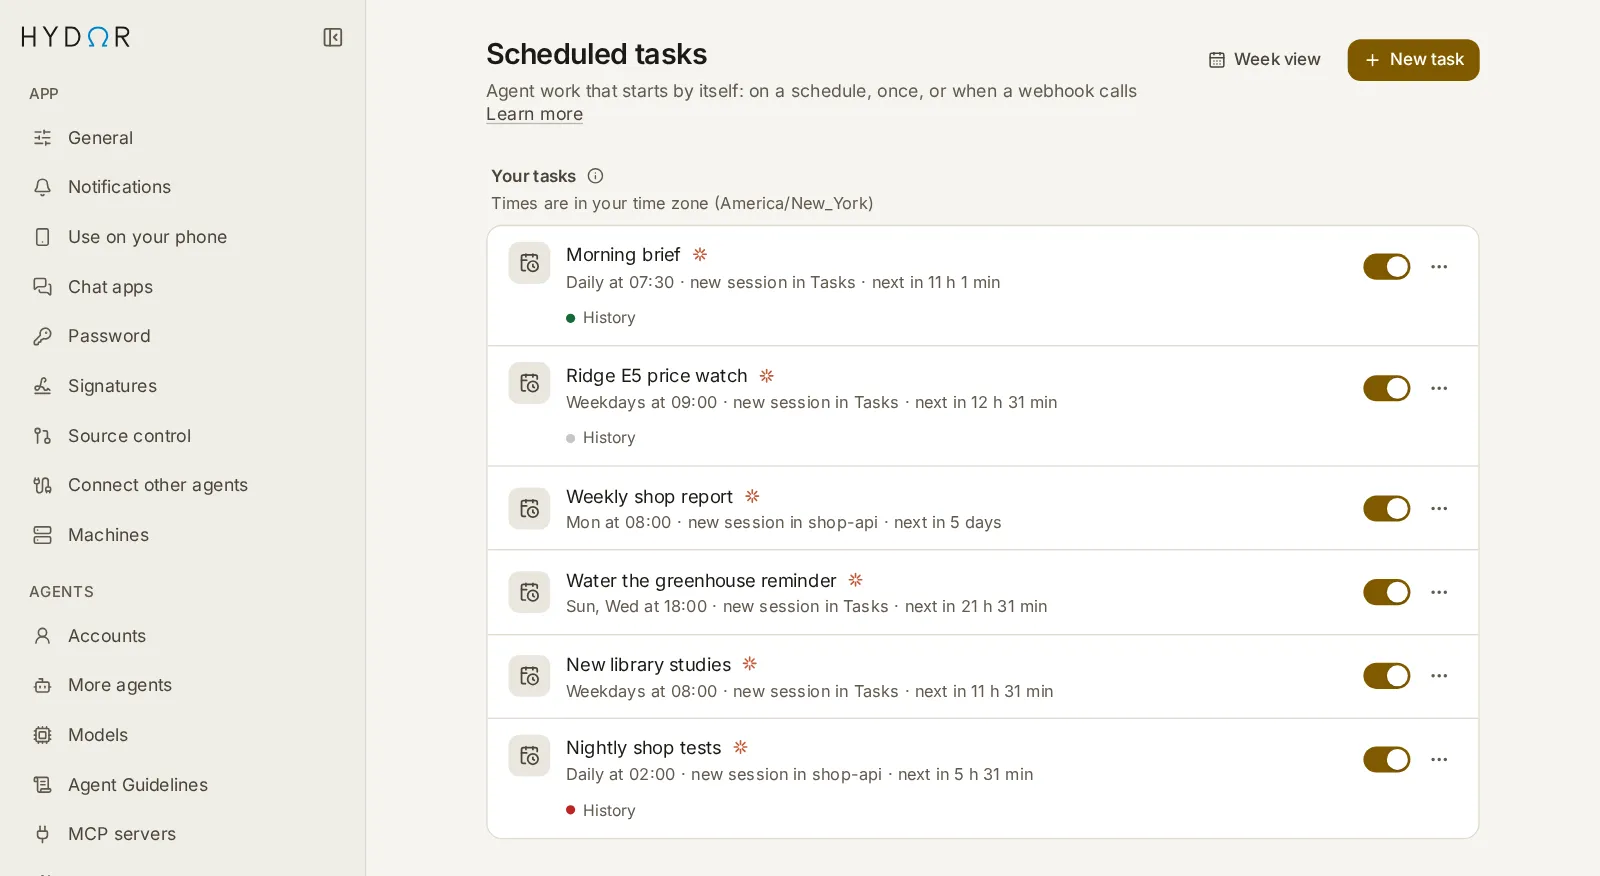 HYDΩR
APP
General
Notifications
Use on your phone
Chat apps
Password
Signatures
Source control
Connect other agents
Machines
AGENTS
Accounts
More agents
Models
Agent Guidelines
MCP servers
Scheduled tasks
Week view
+ New task
Agent work that starts by itself: on a schedule, once, or when a webhook calls
Learn more
Your tasks
Times are in your time zone (America/New_York)
Morning brief
Daily at 07:30 · new session in Tasks · next in 11 h 1 min
History
Ridge E5 price watch
Weekdays at 09:00 · new session in Tasks · next in 12 h 31 min
History
Weekly shop report
Mon at 08:00 · new session in shop-api · next in 5 days
Water the greenhouse reminder
Sun, Wed at 18:00 · new session in Tasks · next in 21 h 31 min
New library studies
Weekdays at 08:00 · new session in Tasks · next in 11 h 31 min
Nightly shop tests
Daily at 02:00 · new session in shop-api · next in 5 h 31 min
History